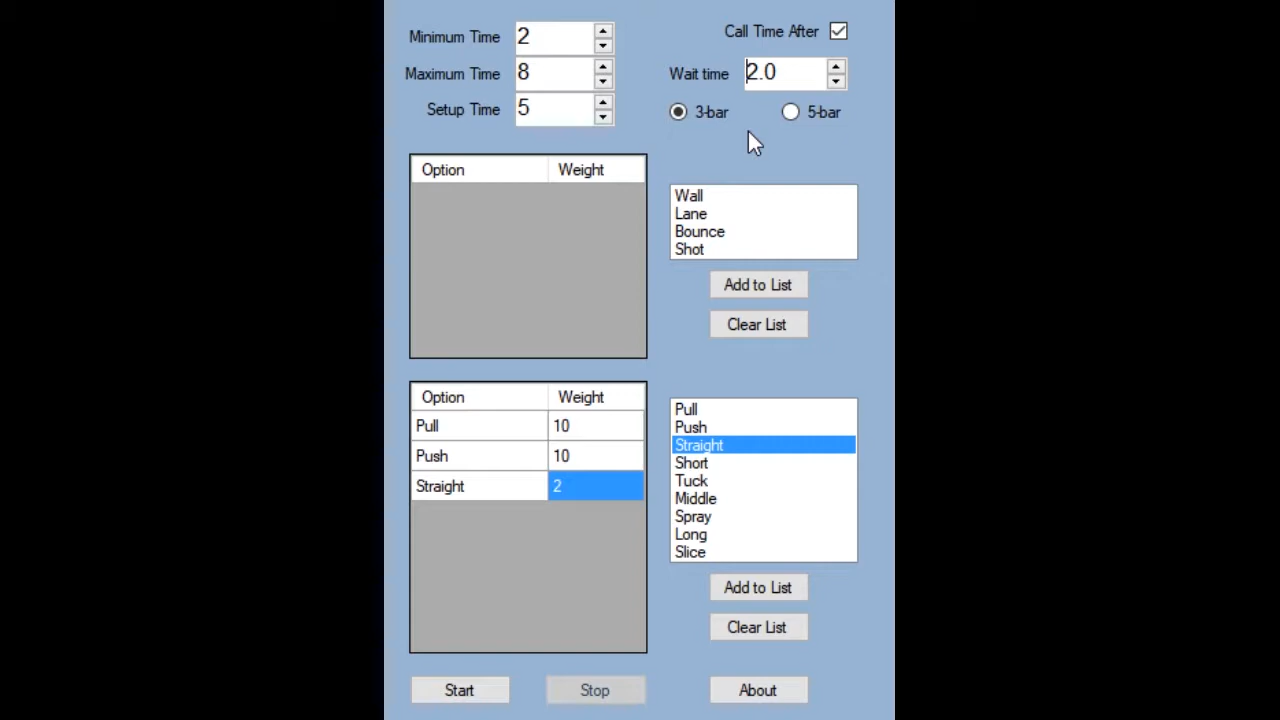 Minimum Time 2
Call Time After
Maximum Time 8
Wait time 2.0
Setup Time 5
3-bar 5-bar
Option Weight
Wall
Lane
Bounce
Shot
Add to List
Clear List
Option Weight
Pull 10
Push 10
Straight 2
Pull
Push
Straight
Short
Tuck
Middle
Spray
Long
Slice
Add to List
Clear List
Start Stop About